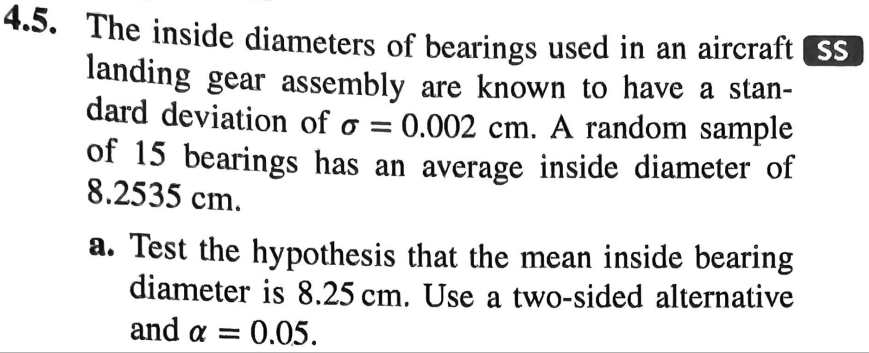 4.5. The inside diameters of bearings used in an aircraft SS
landing gear assembly are known to have a stan-
dard deviation of σ = 0.002 cm. A random sample
of 15 bearings has an average inside diameter of
8.2535 cm.
a. Test the hypothesis that the mean inside bearing
diameter is 8.25 cm. Use a two-sided alternative
and α = 0.05.